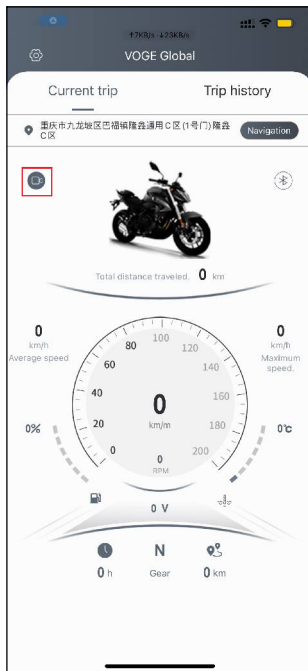 ↑7KB/s ↓23KB/s
VOGE Global
Current trip
Trip history
重庆市九龙坡区巴福镇隆鑫通用C区(1号门)隆鑫
C区
Navigation
Total distance traveled. 0 km
0
km/h
Average speed
0
km/h
Maximum
speed.
0
20
40
60
80
100
120
140
160
180
200
0
km/m
0
RPM
0%
0℃
0 V
N
0 h
Gear
0 km